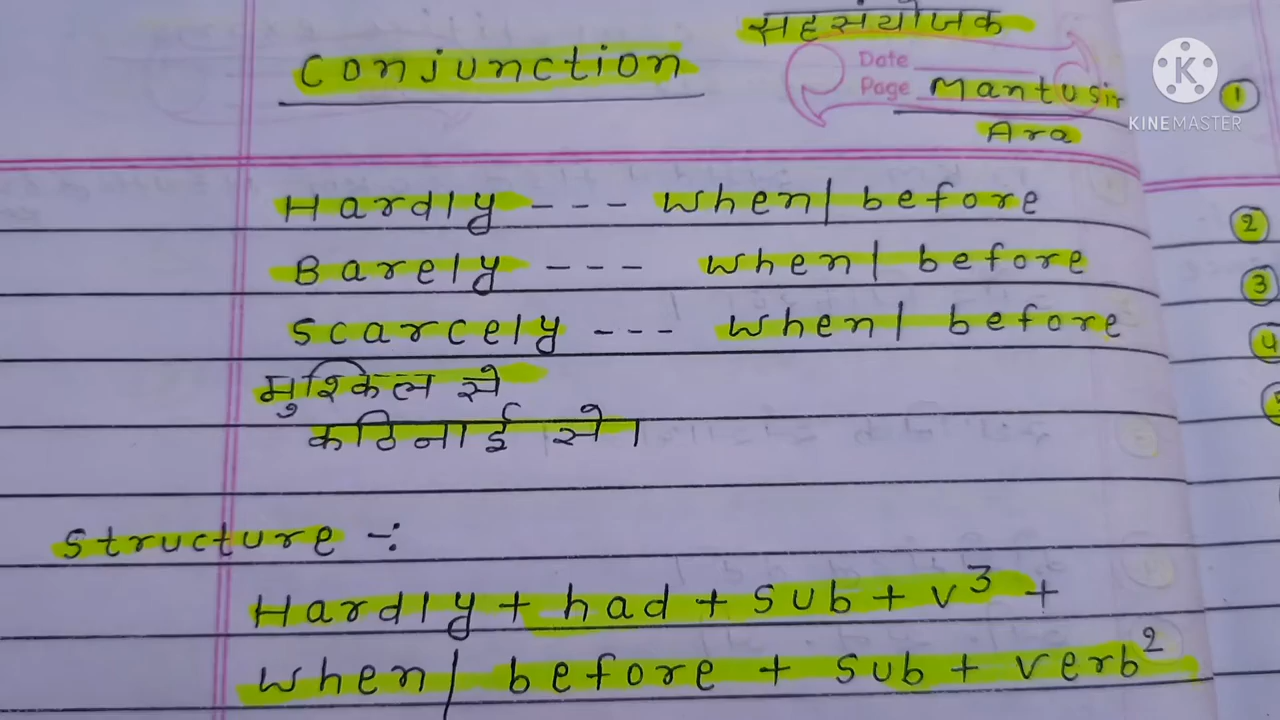 सहसंयोजक
Conjunction
Date
Page Mantu Sir
Ara
K
KINEMASTER
1
Hardly --- when/ before
2
Barely --- when/ before
3
Scarcely --- when/ before
4
मुश्किल से
कठिनाई से।
Structure -:
Hardly + had + sub + v3 +
when/ before + sub + verb2